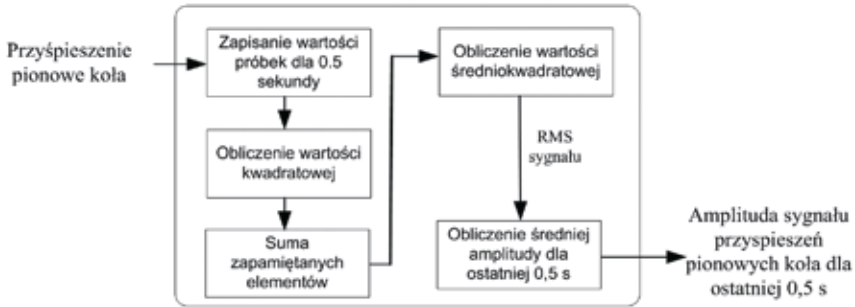 Przyśpieszenie
pionowe koła
Zapisanie wartości
próbek dla 0.5
sekundy
Obliczenie wartości
kwadratowej
Suma
zapamiętanych
elementów
Obliczenie wartości
średniokwadratowej
RMS
sygnału
Obliczenie średniej
amplitudy dla
ostatniej 0,5 s
Amplituda sygnału
przyspieszeń
pionowych koła dla
ostatniej 0,5 s